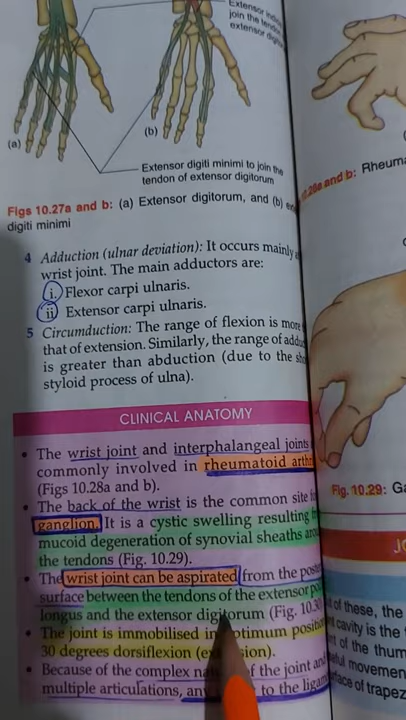 Extensor
join the
extensor
(a)
(b)
Extensor digiti minimi to join the
tendon of extensor digitorum
Figs 10.27a and b: (a) Extensor digitorum, and (b)
digiti minimi
4 Adduction (ulnar deviation): It occurs mainly
wrist joint. The main adductors are:
i. Flexor carpi ulnaris.
ii Extensor carpi ulnaris.
5 Circumduction: The range of flexion is more
that of extension. Similarly, the range of
is greater than abduction (due to the
styloid process of ulna).
CLINICAL ANATOMY
• The wrist joint and interphalangeal joints
commonly involved in rheumatoid
(Figs 10.28a and b).
• The back of the wrist is the common site
ganglion. It is a cystic swelling resulting
mucoid degeneration of synovial sheaths
the tendons (Fig. 10.29).
• The wrist joint can be aspirated from the
surface between the tendons of the extensor
longus and the extensor digitorum (Fig.
• The joint is immobilised in optimum
30 degrees dorsiflexion
• Because of the complex of the joint and
multiple articulations, to the
and b: Rheum
Fig. 10.29:
of these, the
cavity is the
of the thum
movemen
of trapez